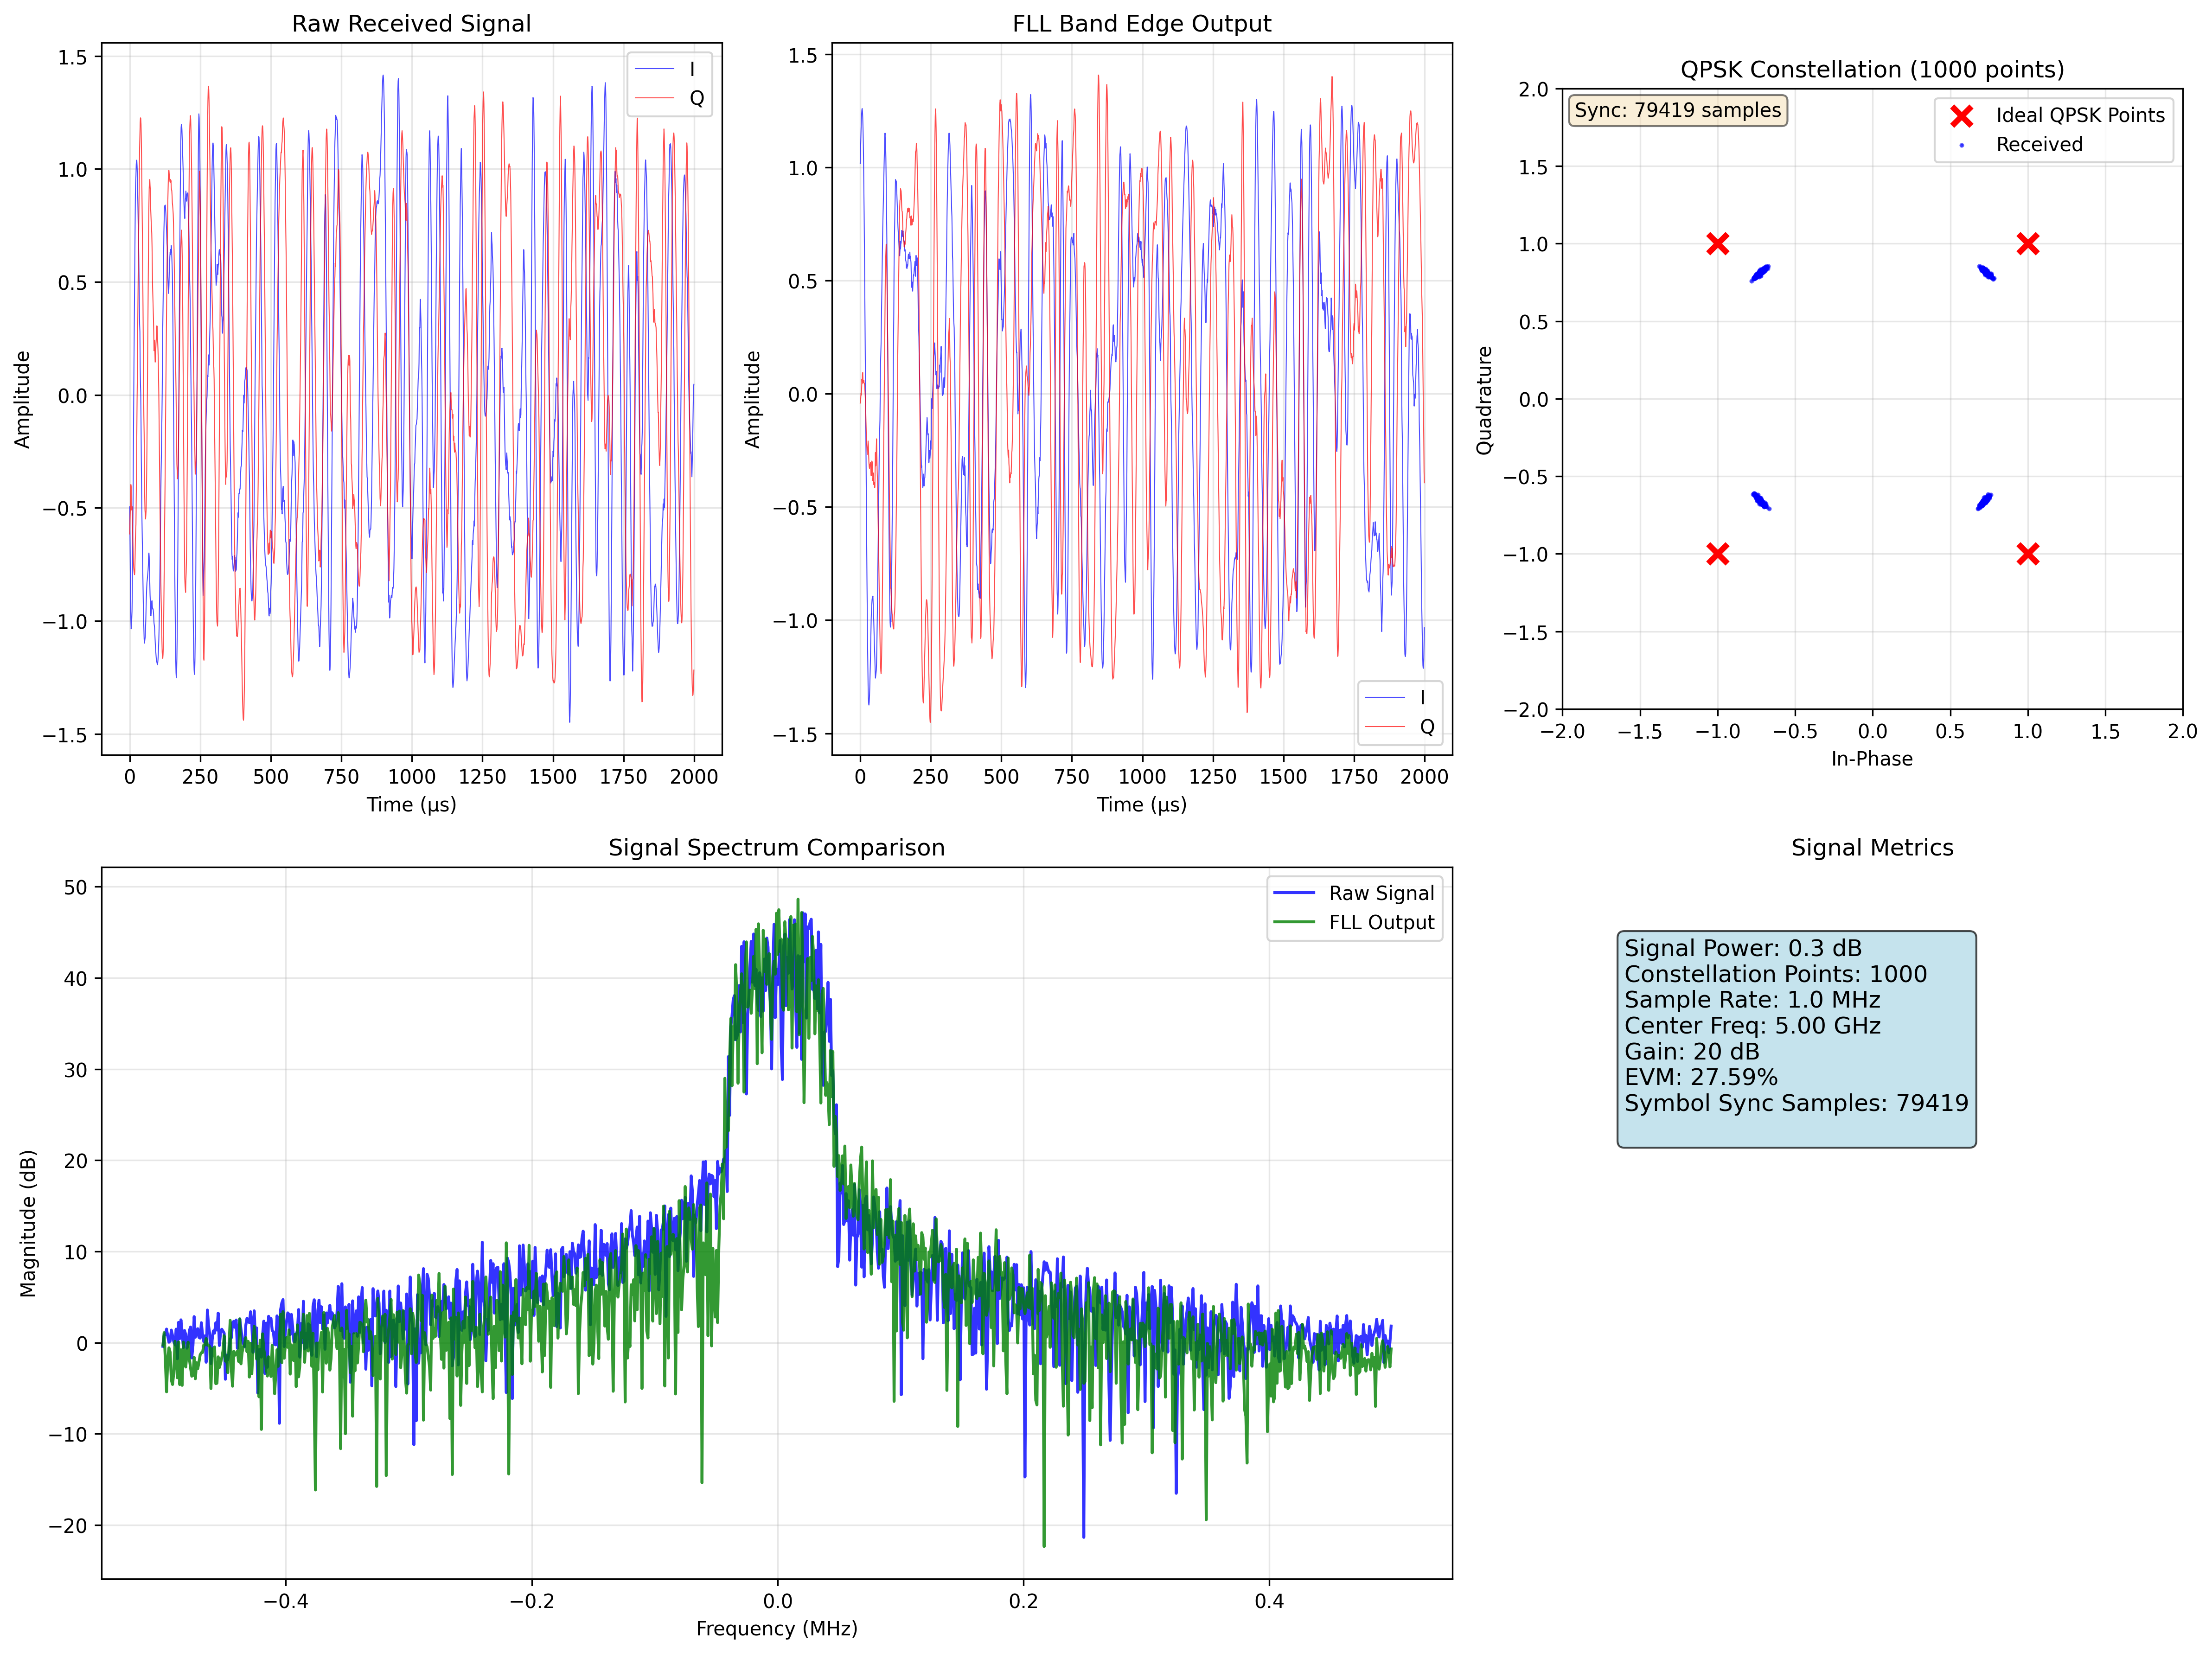 Raw Received Signal
I
Q
1.5
1.0
0.5
0.0
−0.5
−1.0
−1.5
Amplitude
0 250 500 750 1000 1250 1500 1750 2000
Time (µs)
FLL Band Edge Output
1.5
1.0
0.5
0.0
−0.5
−1.0
−1.5
Amplitude
I
Q
0 250 500 750 1000 1250 1500 1750 2000
Time (µs)
QPSK Constellation (1000 points)
Sync: 79419 samples
Ideal QPSK Points
Received
2.0
1.5
1.0
0.5
0.0
−0.5
−1.0
−1.5
−2.0
Quadrature
−2.0 −1.5 −1.0 −0.5 0.0 0.5 1.0 1.5 2.0
In-Phase
Signal Spectrum Comparison
Raw Signal
FLL Output
50
40
30
20
10
0
−10
−20
Magnitude (dB)
−0.4 −0.2 0.0 0.2 0.4
Frequency (MHz)
Signal Metrics
Signal Power: 0.3 dB
Constellation Points: 1000
Sample Rate: 1.0 MHz
Center Freq: 5.00 GHz
Gain: 20 dB
EVM: 27.59%
Symbol Sync Samples: 79419